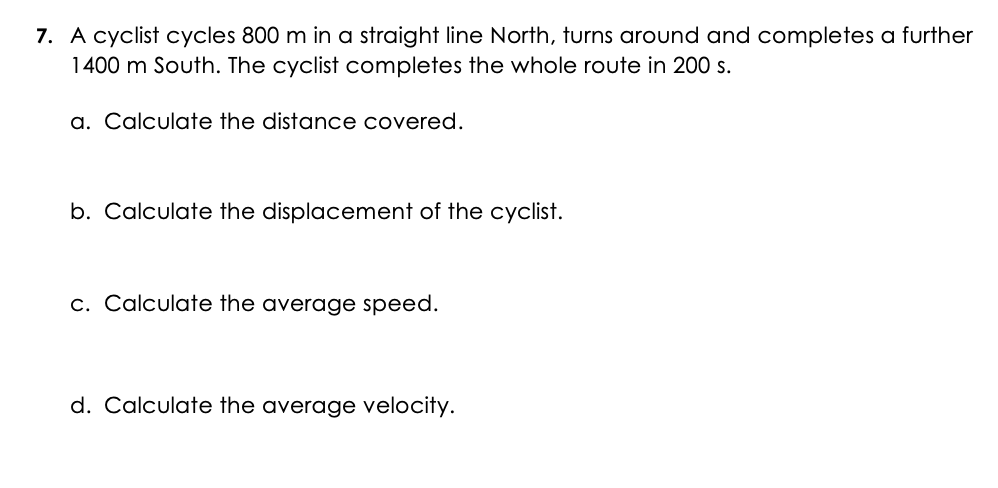 7. A cyclist cycles 800 m in a straight line North, turns around and completes a further
1400 m South. The cyclist completes the whole route in 200 s.
a. Calculate the distance covered.
b. Calculate the displacement of the cyclist.
c. Calculate the average speed.
d. Calculate the average velocity.